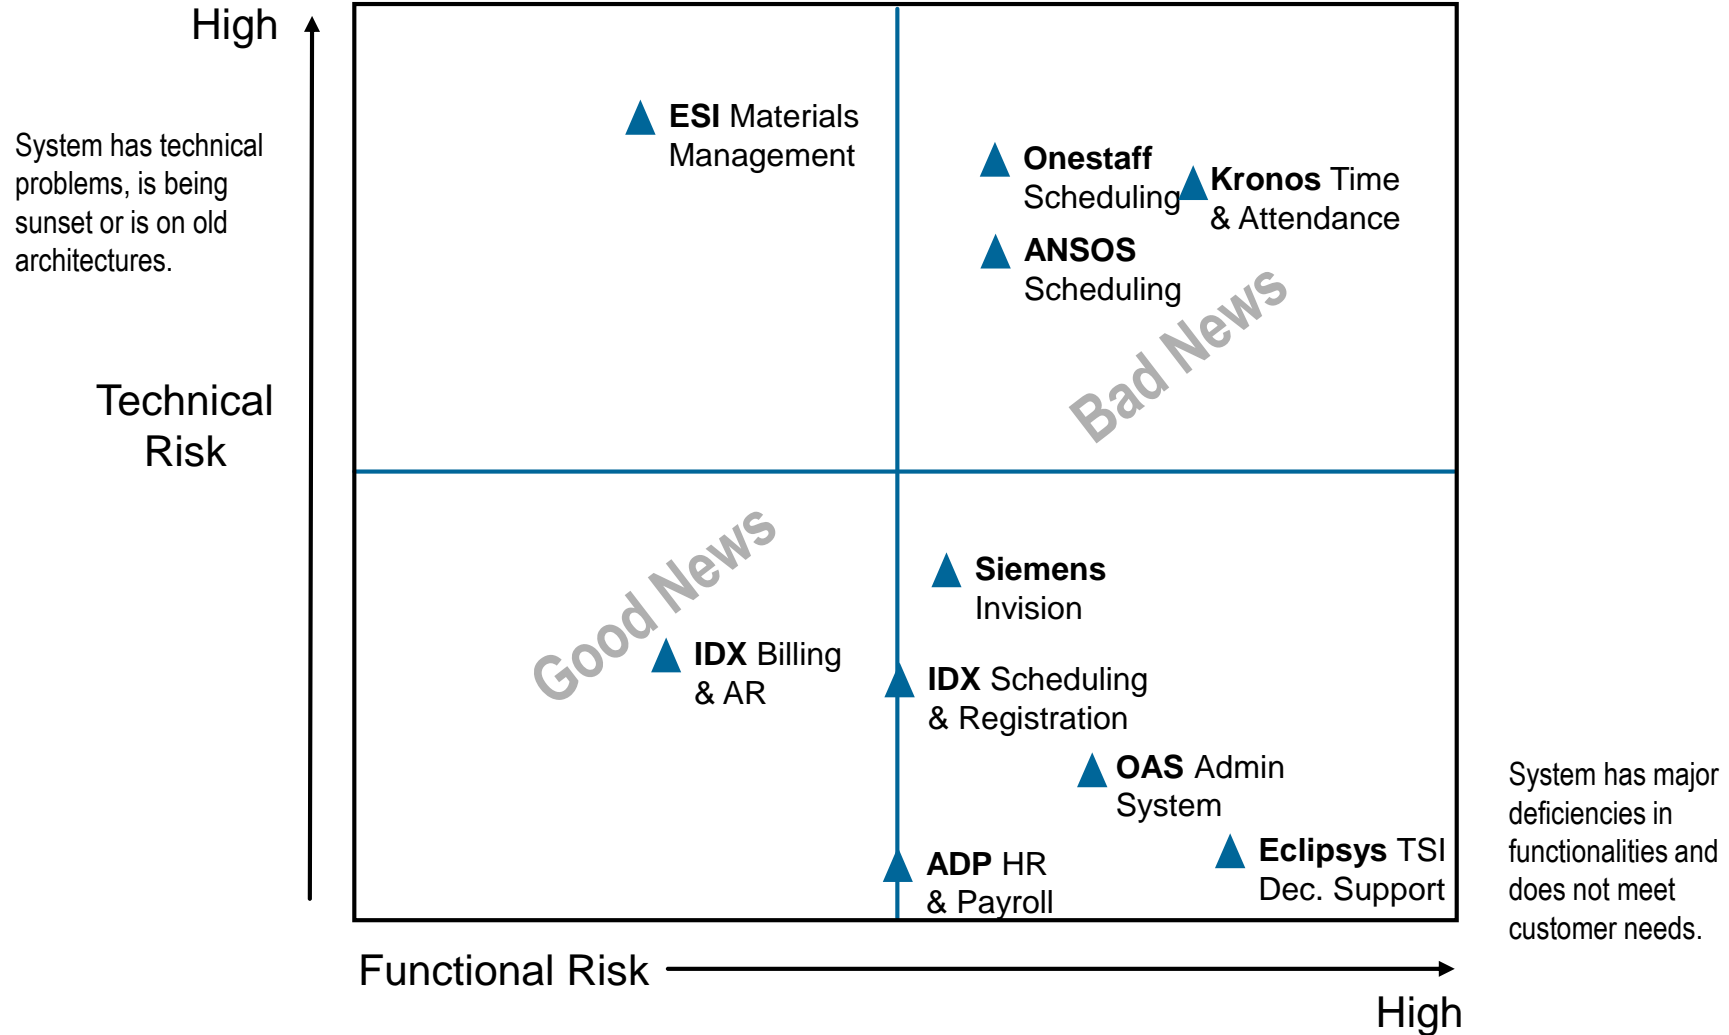 High
System has technical
problems, is being
sunset or is on old
architectures.
Technical
Risk
ESI Materials
Management
Onestaff
Scheduling
Kronos Time
& Attendance
ANSOS
Scheduling
Bad News
Good News
Siemens
Invision
IDX Billing
& AR
IDX Scheduling
& Registration
OAS Admin
System
ADP HR
& Payroll
Eclipsys TSI
Dec. Support
System has major
deficiencies in
functionalities and
does not meet
customer needs.
Functional Risk
High